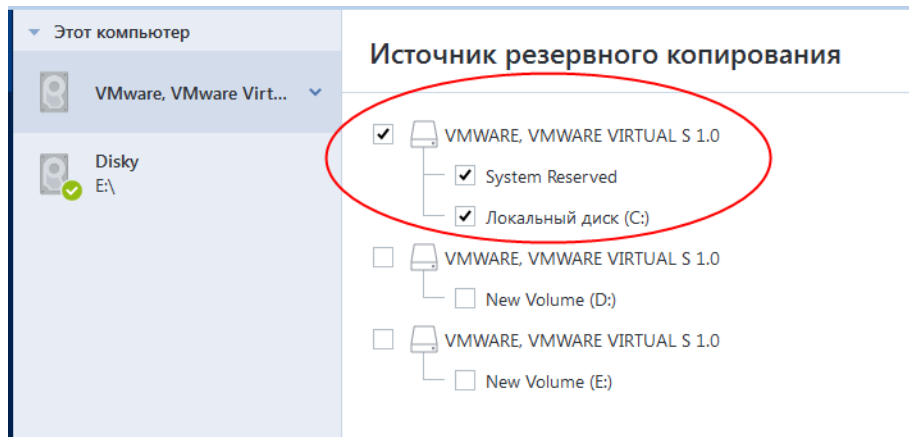 Этот компьютер
VMware, VMware Virt...
Disky
E:\
Источник резервного копирования
VMWARE, VMWARE VIRTUAL S 1.0
System Reserved
Локальный диск (C:)
VMWARE, VMWARE VIRTUAL S 1.0
New Volume (D:)
VMWARE, VMWARE VIRTUAL S 1.0
New Volume (E:)